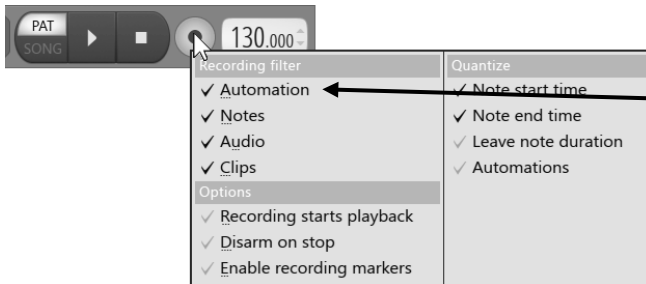 PAT
SONG
130.000
Recording filter
Automation
Notes
Audio
Clips
Options
Recording starts playback
Disarm on stop
Enable recording markers
Quantize
Note start time
Note end time
Leave note duration
Automations